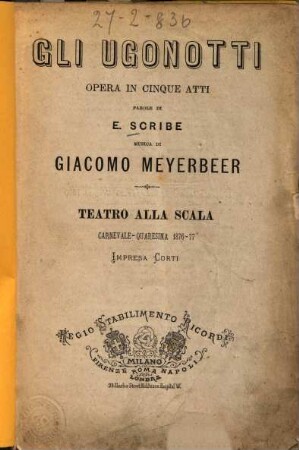 27-2-836
GLI UGONOTTI
OPERA IN CINQUE ATTI
PAROLE DI
E. SCRIBE
MUSICA DI
GIACOMO MEYERBEER
TEATRO ALLA SCALA
CARNEVALE-QUARESIMA 1876-77
IMPRESA CORTI
REGIO STABILIMENTO RICORDI
MILANO
FIRENZE ROMA NAPOLI
LONDRA